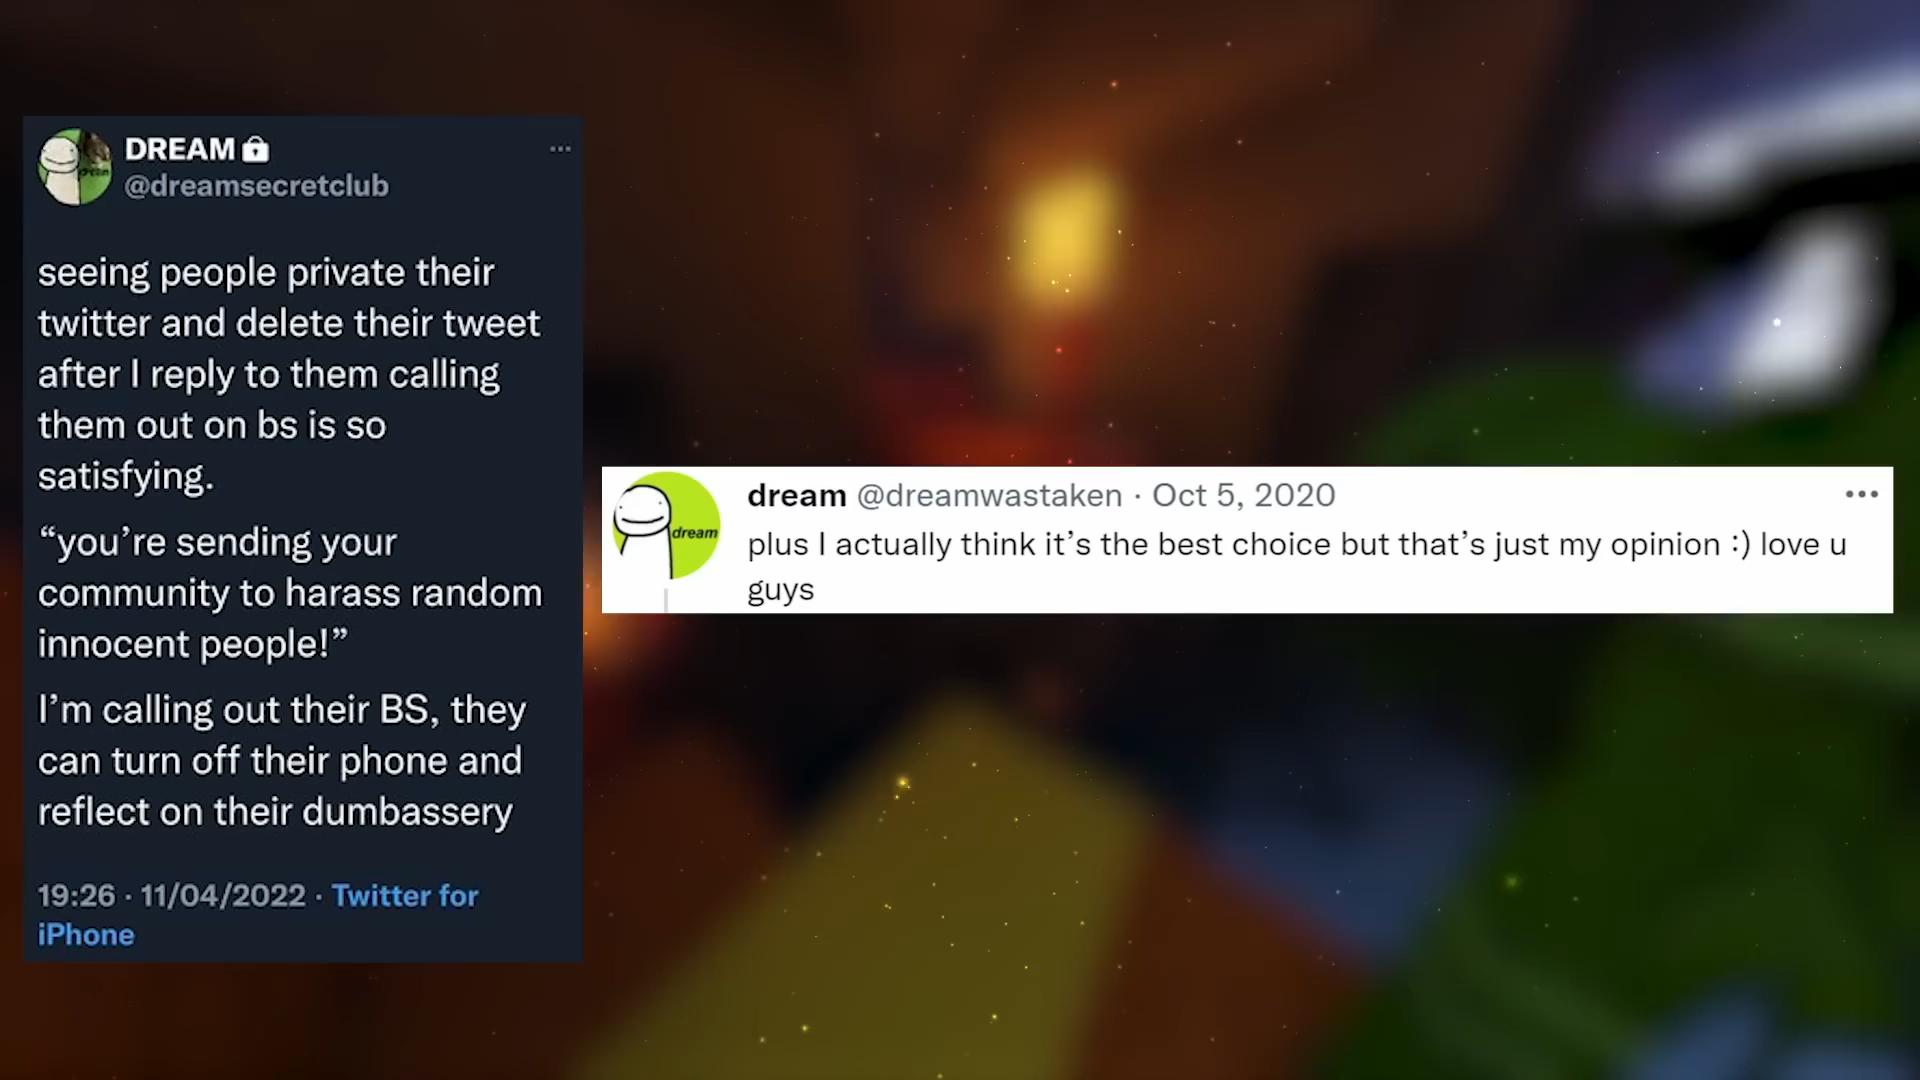 DREAM
@dreamsecretclub
seeing people private their
twitter and delete their tweet
after I reply to them calling
them out on bs is so
satisfying.
“you’re sending your
community to harass random
innocent people!”
I’m calling out their BS, they
can turn off their phone and
reflect on their dumbassery
19:26 · 11/04/2022 · Twitter for
iPhone
dream @dreamwastaken · Oct 5, 2020
dream
plus I actually think it’s the best choice but that’s just my opinion :) love u
guys